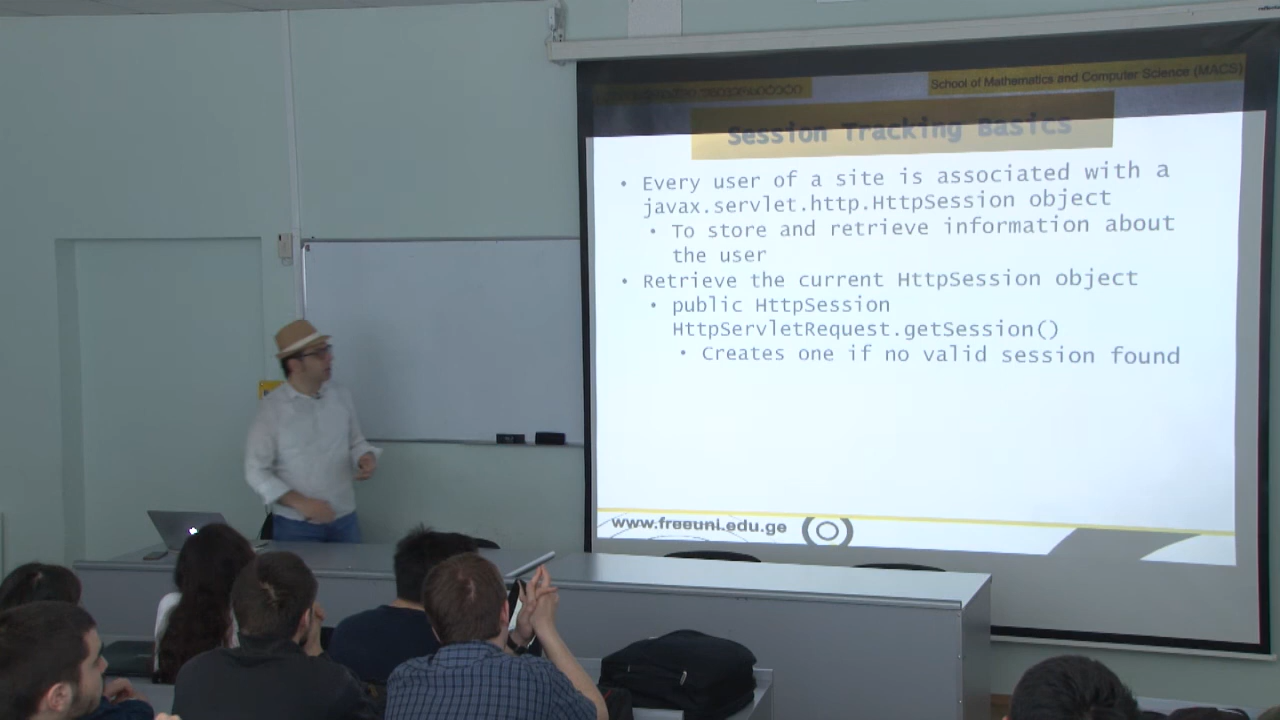 School of Mathematics and Computer Science (MACS)
Session Tracking Basics
• Every user of a site is associated with a
javax.servlet.http.HttpSession object
• To store and retrieve information about
the user
• Retrieve the current HttpSession object
• public HttpSession
HttpServletRequest.getSession()
• Creates one if no valid session found
www.freeuni.edu.ge